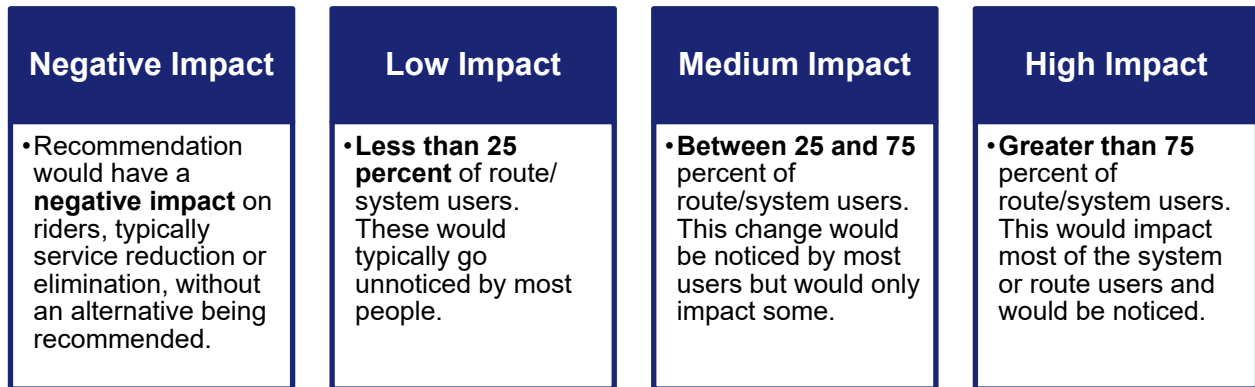 Negative Impact
•Recommendation
would have a
negative impact on
riders, typically
service reduction or
elimination, without
an alternative being
recommended.
Low Impact
•Less than 25
percent of route/
system users.
These would
typically go
unnoticed by most
people.
Medium Impact
•Between 25 and 75
percent of
route/system users.
This change would
be noticed by most
users but would only
impact some.
High Impact
•Greater than 75
percent of
route/system users.
This would impact
most of the system
or route users and
would be noticed.